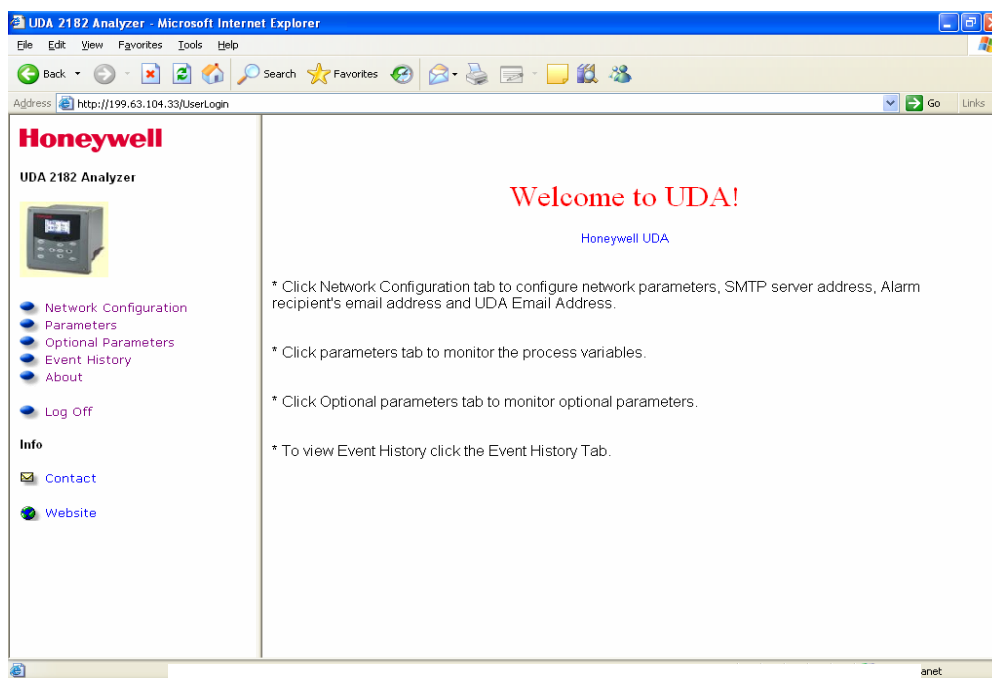 UDA 2182 Analyzer - Microsoft Internet Explorer
File Edit View Favorites Tools Help
Back Search Favorites
Address http://199.63.104.33/UserLogin Go Links
Honeywell
UDA 2182 Analyzer
Network Configuration
Parameters
Optional Parameters
Event History
About
Log Off
Info
Contact
Website
Welcome to UDA!
Honeywell UDA
* Click Network Configuration tab to configure network parameters, SMTP server address, Alarm
recipient's email address and UDA Email Address.
* Click parameters tab to monitor the process variables.
* Click Optional parameters tab to monitor optional parameters.
* To view Event History click the Event History Tab.
anet